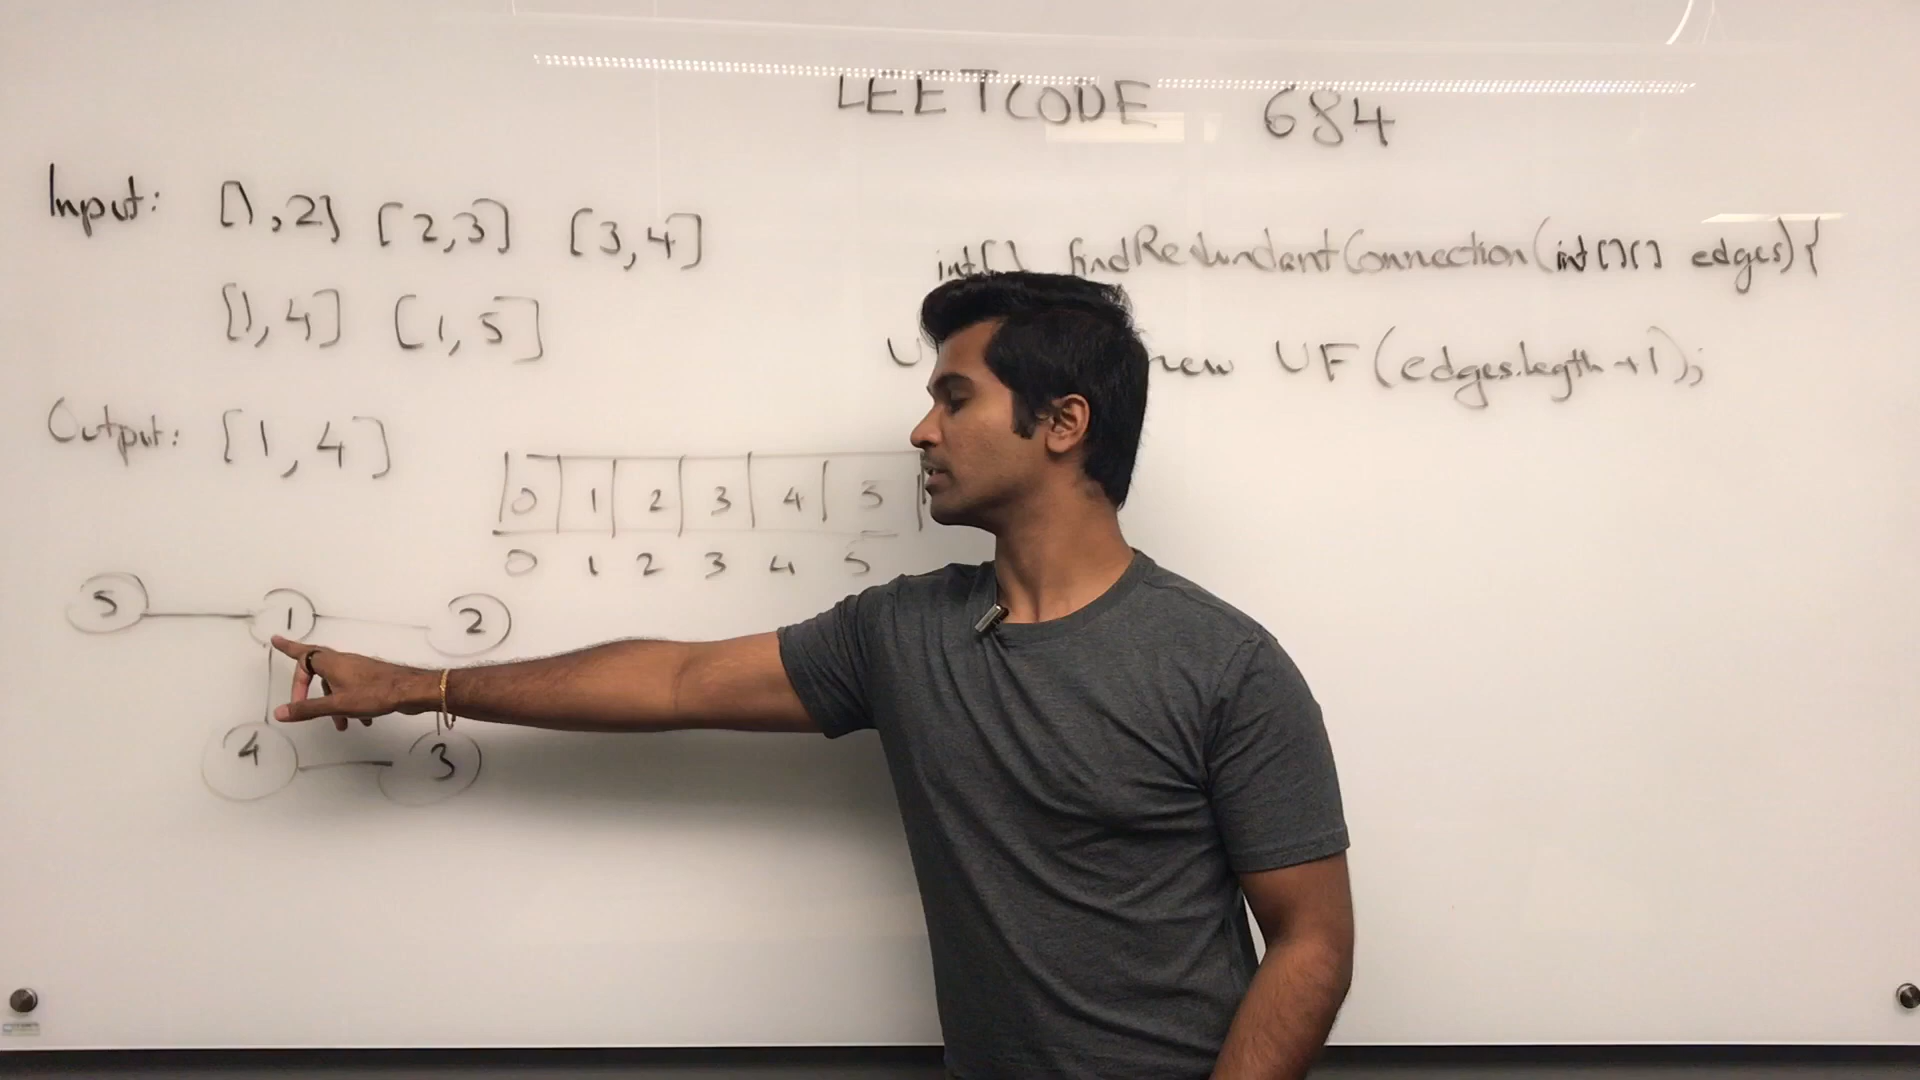 LEETCODE 684
Input: [1,2] [2,3] [3,4]
[1,4] [1,5]
Output: [1,4]
int[] findRedundantConnection(int[][] edges){
new UF(edges.legth+1);
0 1 2 3 4 5
0 1 2 3 4 5
5 1 2
4 3